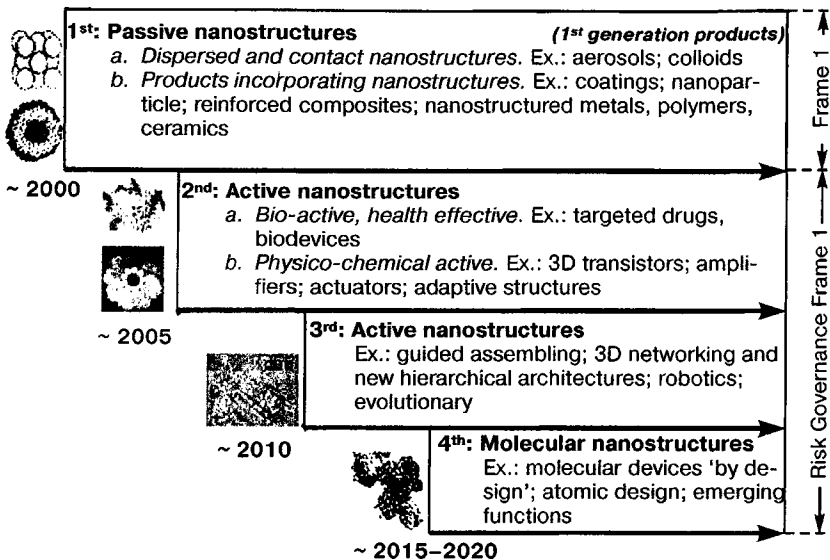 1st: Passive nanostructures (1st generation products)
a. Dispersed and contact nanostructures. Ex.: aerosols; colloids
b. Products incorporating nanostructures. Ex.: coatings; nanopar-
ticle; reinforced composites; nanostructured metals, polymers,
ceramics
~ 2000
2nd: Active nanostructures
a. Bio-active, health effective. Ex.: targeted drugs,
biodevices
b. Physico-chemical active. Ex.: 3D transistors; ampli-
fiers; actuators; adaptive structures
~ 2005
3rd: Active nanostructures
Ex.: guided assembling; 3D networking and
new hierarchical architectures; robotics;
evolutionary
~ 2010
4th: Molecular nanostructures
Ex.: molecular devices 'by de-
sign'; atomic design; emerging
functions
~ 2015–2020
Frame 1
Risk Governance Frame 1